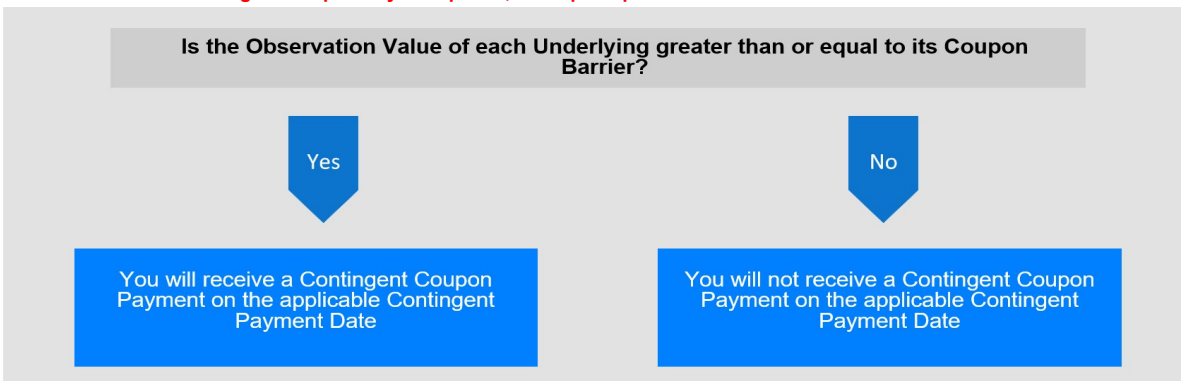 Is the Observation Value of each Underlying greater than or equal to its Coupon
Barrier?
Yes
No
You will receive a Contingent Coupon
Payment on the applicable Contingent
Payment Date
You will not receive a Contingent Coupon
Payment on the applicable Contingent
Payment Date